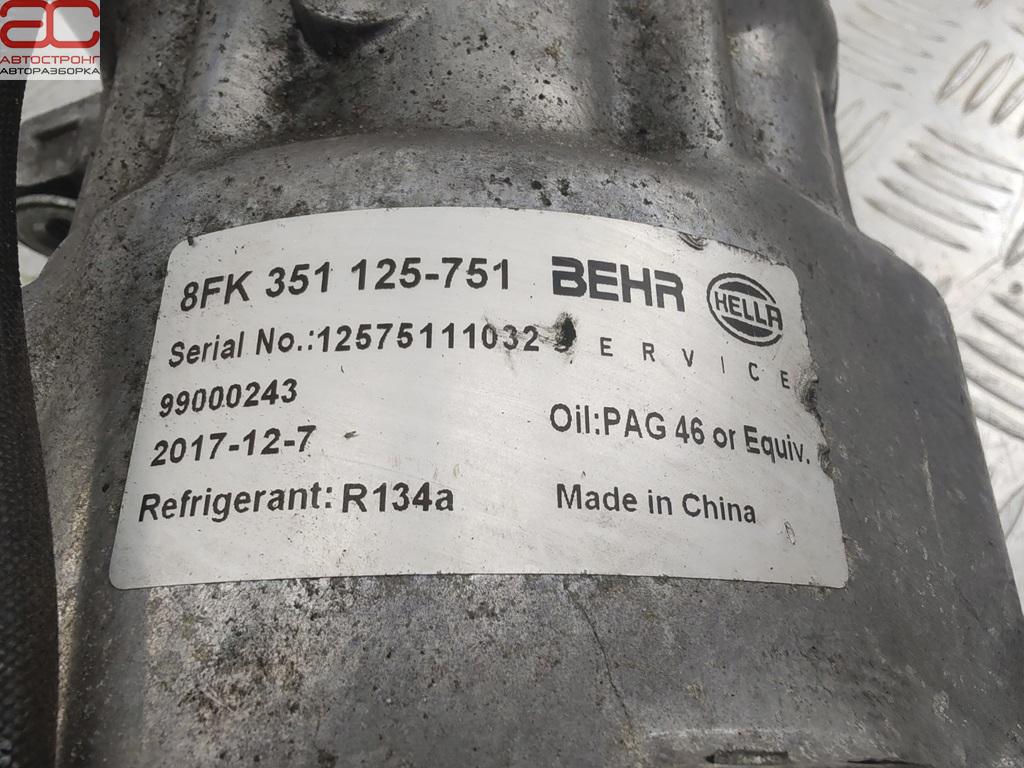 AC
АВТОСТРОНГ
АВТОРАЗБОРКА
8FK 351 125-751 BEHR HELLA
Serial No.:12575111032 SERVICE
99000243
2017-12-7
Oil:PAG 46 or Equiv.
Refrigerant: R134a
Made in China